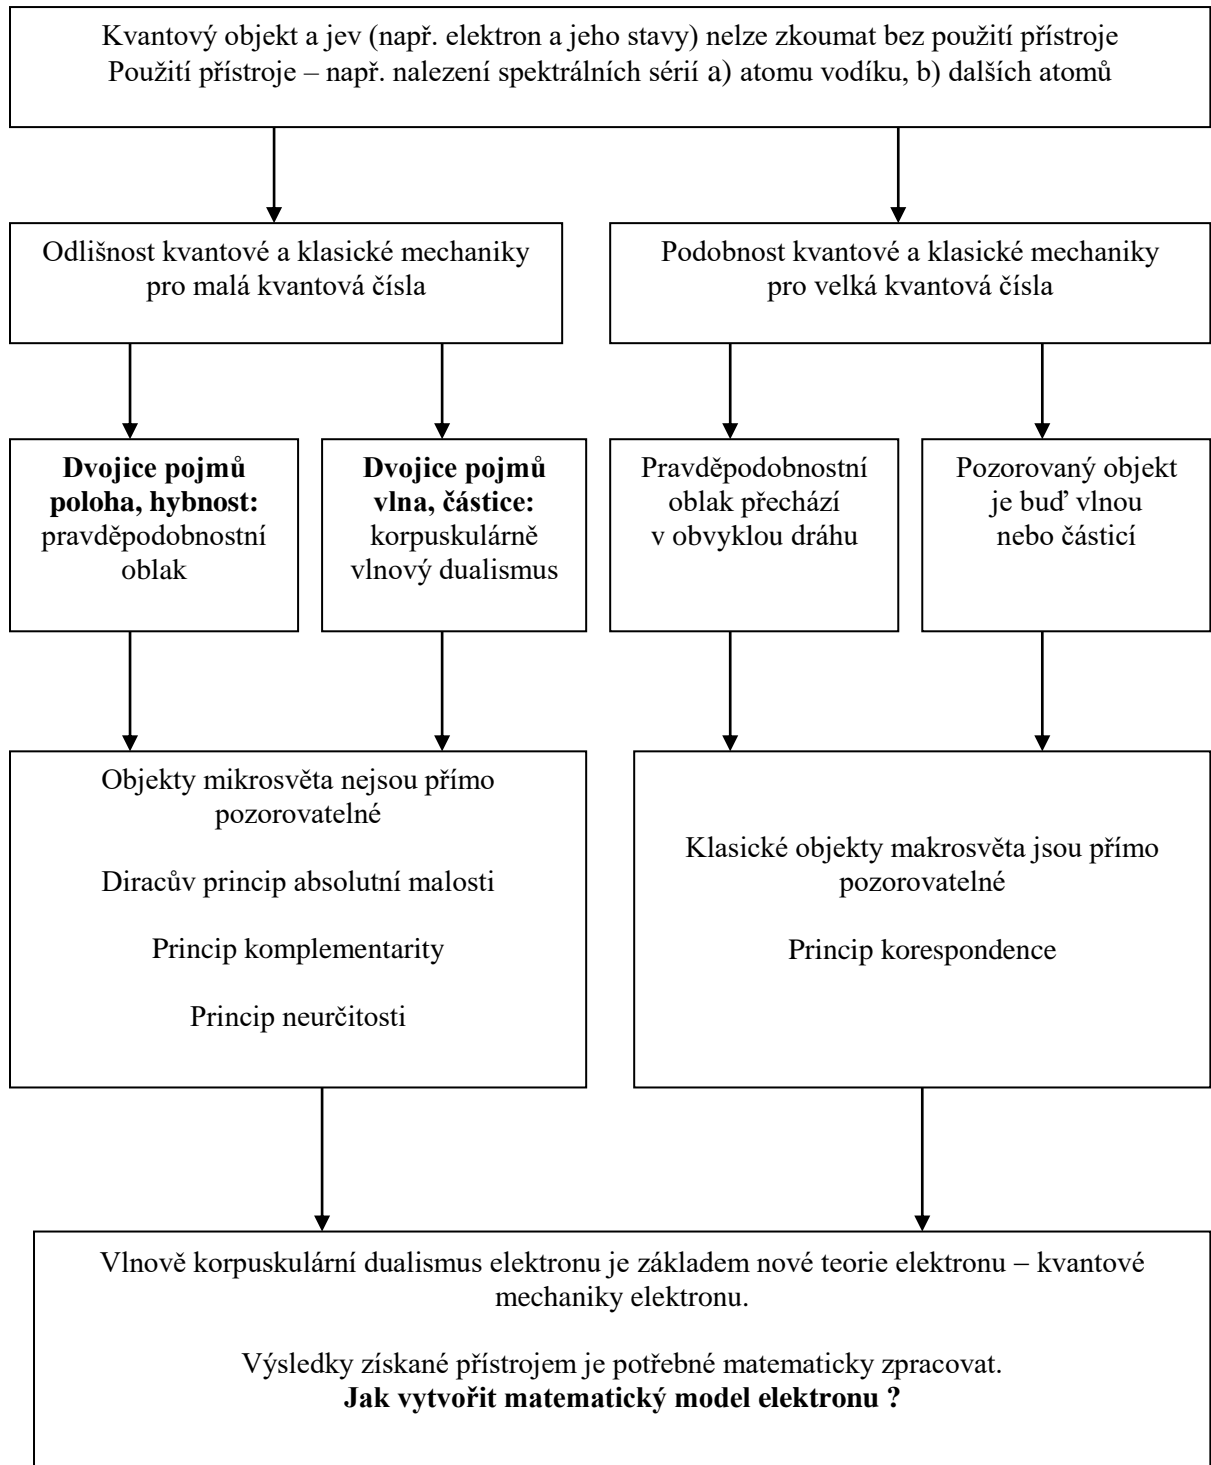 Kvantový objekt a jev (např. elektron a jeho stavy) nelze zkoumat bez použití přístroje
Použití přístroje – např. nalezení spektrálních sérií a) atomu vodíku, b) dalších atomů
Odlišnost kvantové a klasické mechaniky
pro malá kvantová čísla
Podobnost kvantové a klasické mechaniky
pro velká kvantová čísla
Dvojice pojmů
poloha, hybnost:
pravděpodobnostní
oblak
Dvojice pojmů
vlna, částice:
korpuskulárně
vlnový dualismus
Pravděpodobnostní
oblak přechází
v obvyklou dráhu
Pozorovaný objekt
je buď vlnou
nebo částicí
Objekty mikrosvěta nejsou přímo
pozorovatelné
Diracův princip absolutní malosti
Princip komplementarity
Princip neurčitosti
Klasické objekty makrosvěta jsou přímo
pozorovatelné
Princip korespondence
Vlnově korpuskulární dualismus elektronu je základem nové teorie elektronu – kvantové
mechaniky elektronu.
Výsledky získané přístrojem je potřebné matematicky zpracovat.
Jak vytvořit matematický model elektronu ?